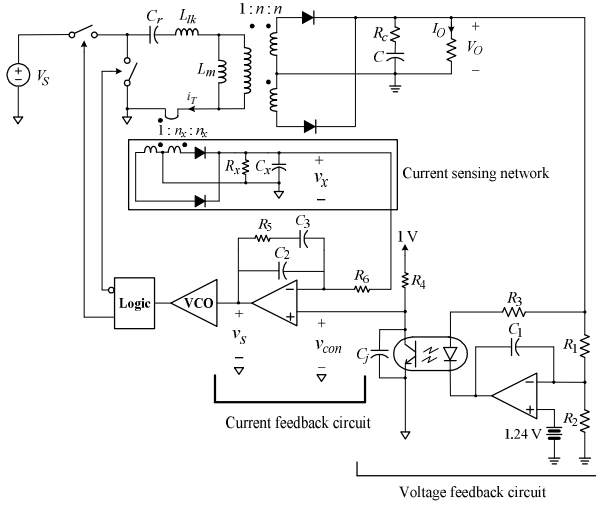 1 : n : n
C_r
L_lk
V_S
L_m
i_T
R_c
C
I_O
V_O
+
−
1 : n_x : n_x
R_x
C_x
+
v_x
−
Current sensing network
R_5
C_3
C_2
R_6
1 V
R_4
R_3
C_1
R_1
Logic
VCO
−
+
+
v_s
−
+
v_con
−
C_j
−
+
R_2
1.24 V
Current feedback circuit
Voltage feedback circuit